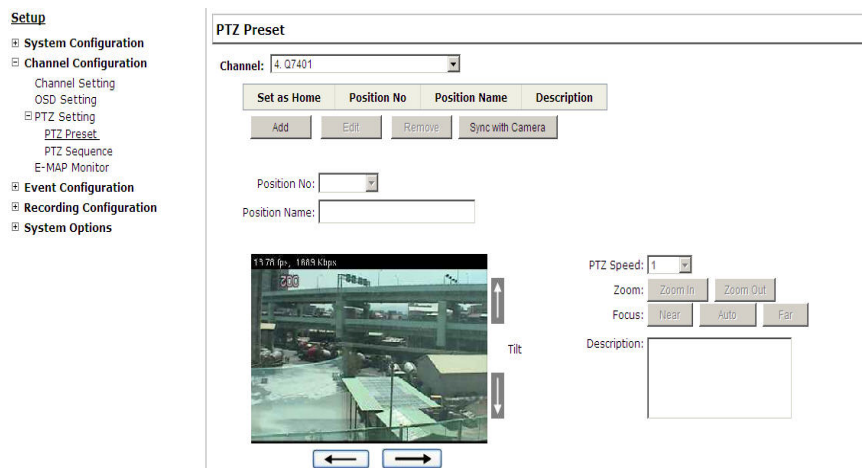 Setup
System Configuration
Channel Configuration
Channel Setting
OSD Setting
PTZ Setting
PTZ Preset
PTZ Sequence
E-MAP Monitor
Event Configuration
Recording Configuration
System Options
PTZ Preset
Channel: 4. Q7401
Set as Home Position No Position Name Description
Add Edit Remove Sync with Camera
Position No:
Position Name:
PTZ Speed: 1
Zoom: Zoom In Zoom Out
Focus: Near Auto Far
Tilt
Description: